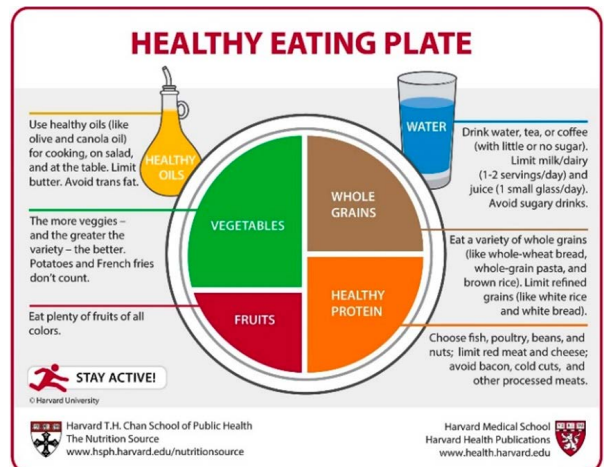 HEALTHY EATING PLATE
Use healthy oils (like
olive and canola oil)
for cooking, on salad,
and at the table. Limit
butter. Avoid trans fat.
HEALTHY
OILS
The more veggies –
and the greater the
variety – the better.
Potatoes and French fries
don't count.
Eat plenty of fruits of all
colors.
VEGETABLES
FRUITS
WHOLE
GRAINS
HEALTHY
PROTEIN
WATER
Drink water, tea, or coffee
(with little or no sugar).
Limit milk/dairy
(1-2 servings/day) and
juice (1 small glass/day).
Avoid sugary drinks.
Eat a variety of whole grains
(like whole-wheat bread,
whole-grain pasta, and
brown rice). Limit refined
grains (like white rice
and white bread).
Choose fish, poultry, beans, and
nuts; limit red meat and cheese;
avoid bacon, cold cuts, and
other processed meats.
STAY ACTIVE!
© Harvard University
Harvard T.H. Chan School of Public Health
The Nutrition Source
www.hsph.harvard.edu/nutritionsource
Harvard Medical School
Harvard Health Publications
www.health.harvard.edu